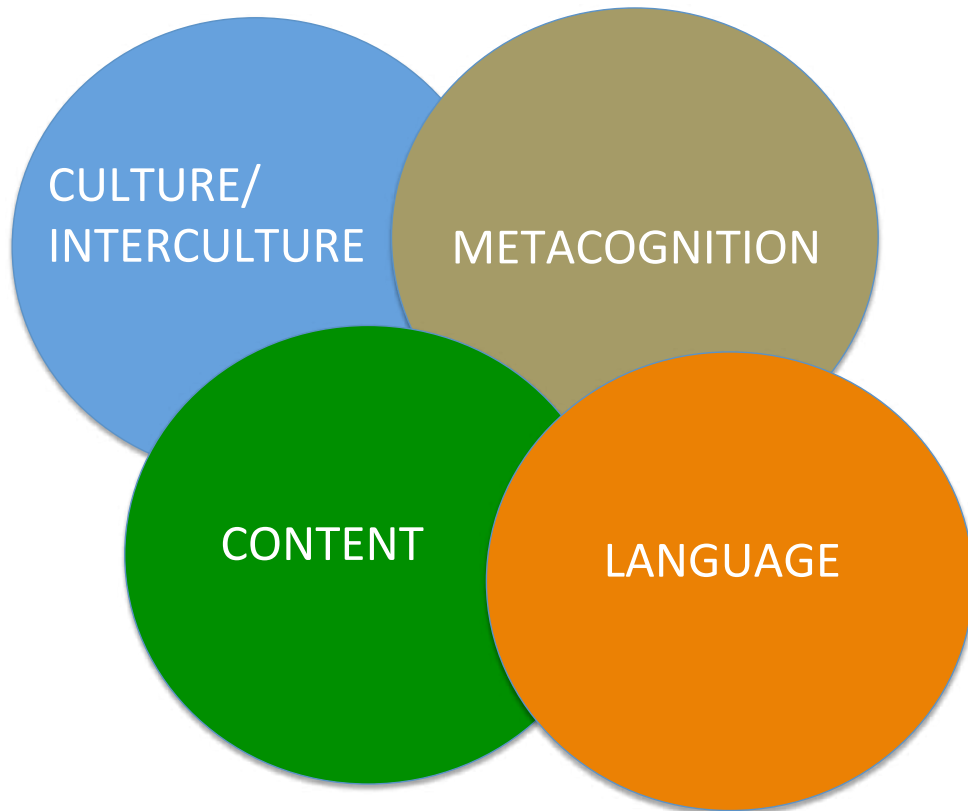 CULTURE/
INTERCULTURE
METACOGNITION
CONTENT
LANGUAGE